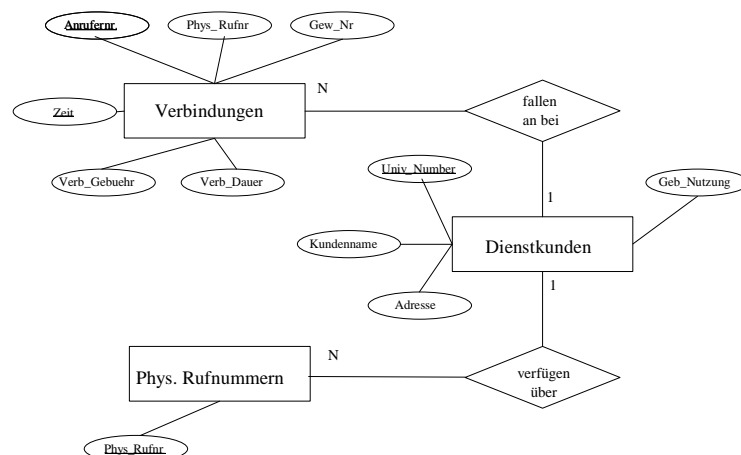 Anrufernr.
Phys_Rufnr
Gew_Nr
Zeit
Verbindungen
N
fallen
an bei
Verb_Gebuehr
Verb_Dauer
Univ_Number
Geb_Nutzung
1
Kundenname
Dienstkunden
Adresse
1
N
Phys. Rufnummern
verfügen
über
Phys_Rufnr